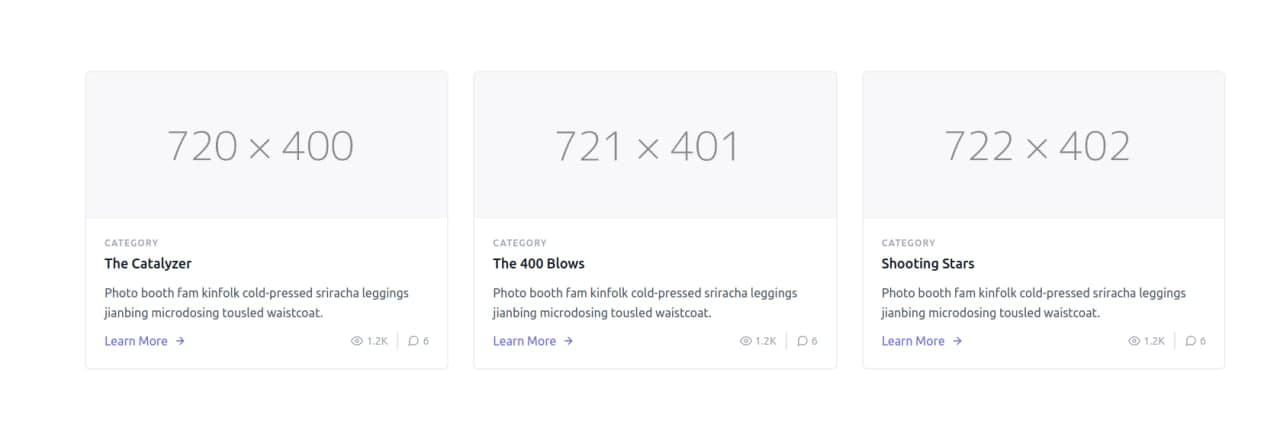 720 × 400
CATEGORY
The Catalyzer
Photo booth fam kinfolk cold-pressed sriracha leggings
jianbing microdosing tousled waistcoat.
Learn More →
1.2K
6
721 × 401
CATEGORY
The 400 Blows
Photo booth fam kinfolk cold-pressed sriracha leggings
jianbing microdosing tousled waistcoat.
Learn More →
1.2K
6
722 × 402
CATEGORY
Shooting Stars
Photo booth fam kinfolk cold-pressed sriracha leggings
jianbing microdosing tousled waistcoat.
Learn More →
1.2K
6